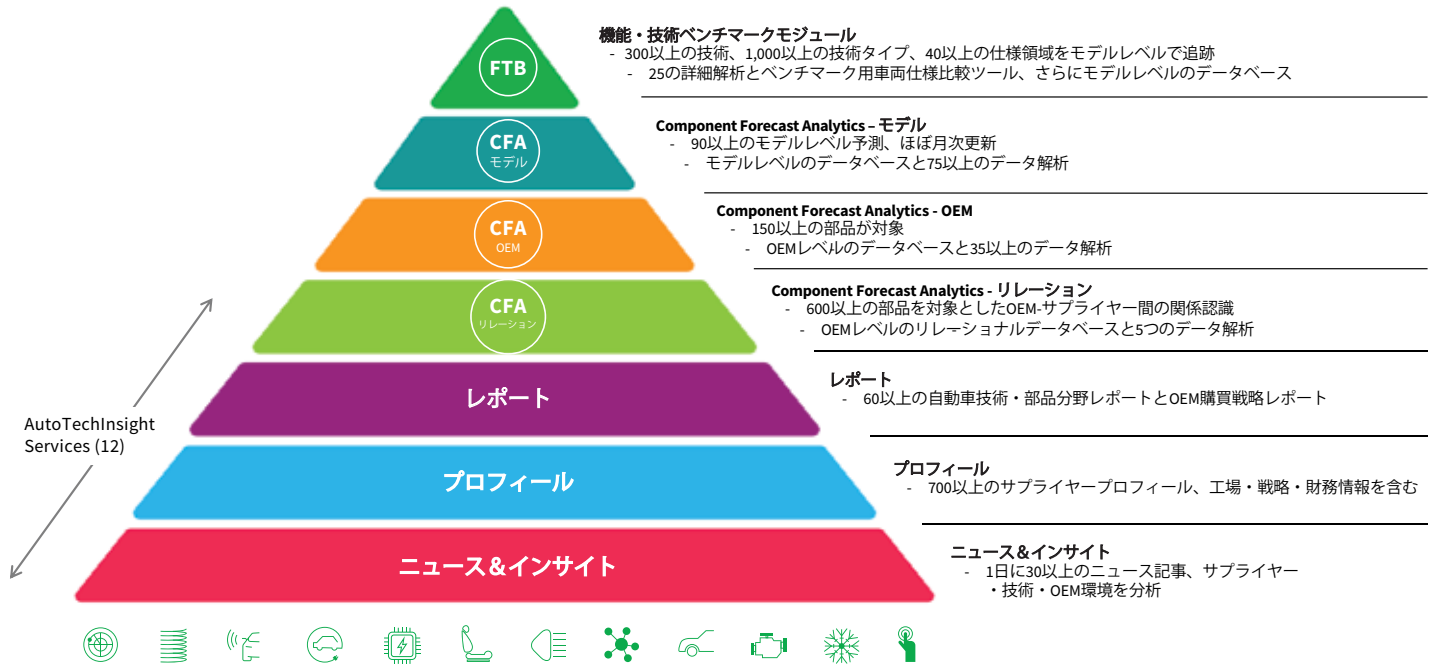 FTB
機能・技術ベンチマークモジュール
- 300以上の技術、1,000以上の技術タイプ、40以上の仕様領域をモデルレベルで追跡
- 25の詳細解析とベンチマーク用車両仕様比較ツール、さらにモデルレベルのデータベース
CFA
モデル
Component Forecast Analytics – モデル
- 90以上のモデルレベル予測、ほぼ月次更新
- モデルレベルのデータベースと75以上のデータ解析
CFA
OEM
Component Forecast Analytics - OEM
- 150以上の部品が対象
- OEMレベルのデータベースと35以上のデータ解析
CFA
リレーション
Component Forecast Analytics - リレーション
- 600以上の部品を対象としたOEM-サプライヤー間の関係認識
- OEMレベルのリレーショナルデータベースと5つのデータ解析
レポート
レポート
- 60以上の自動車技術・部品分野レポートとOEM購買戦略レポート
AutoTechInsight
Services (12)
プロフィール
プロフィール
- 700以上のサプライヤープロフィール、工場・戦略・財務情報を含む
ニュース＆インサイト
ニュース＆インサイト
- 1日に30以上のニュース記事、サプライヤー
・技術・OEM環境を分析